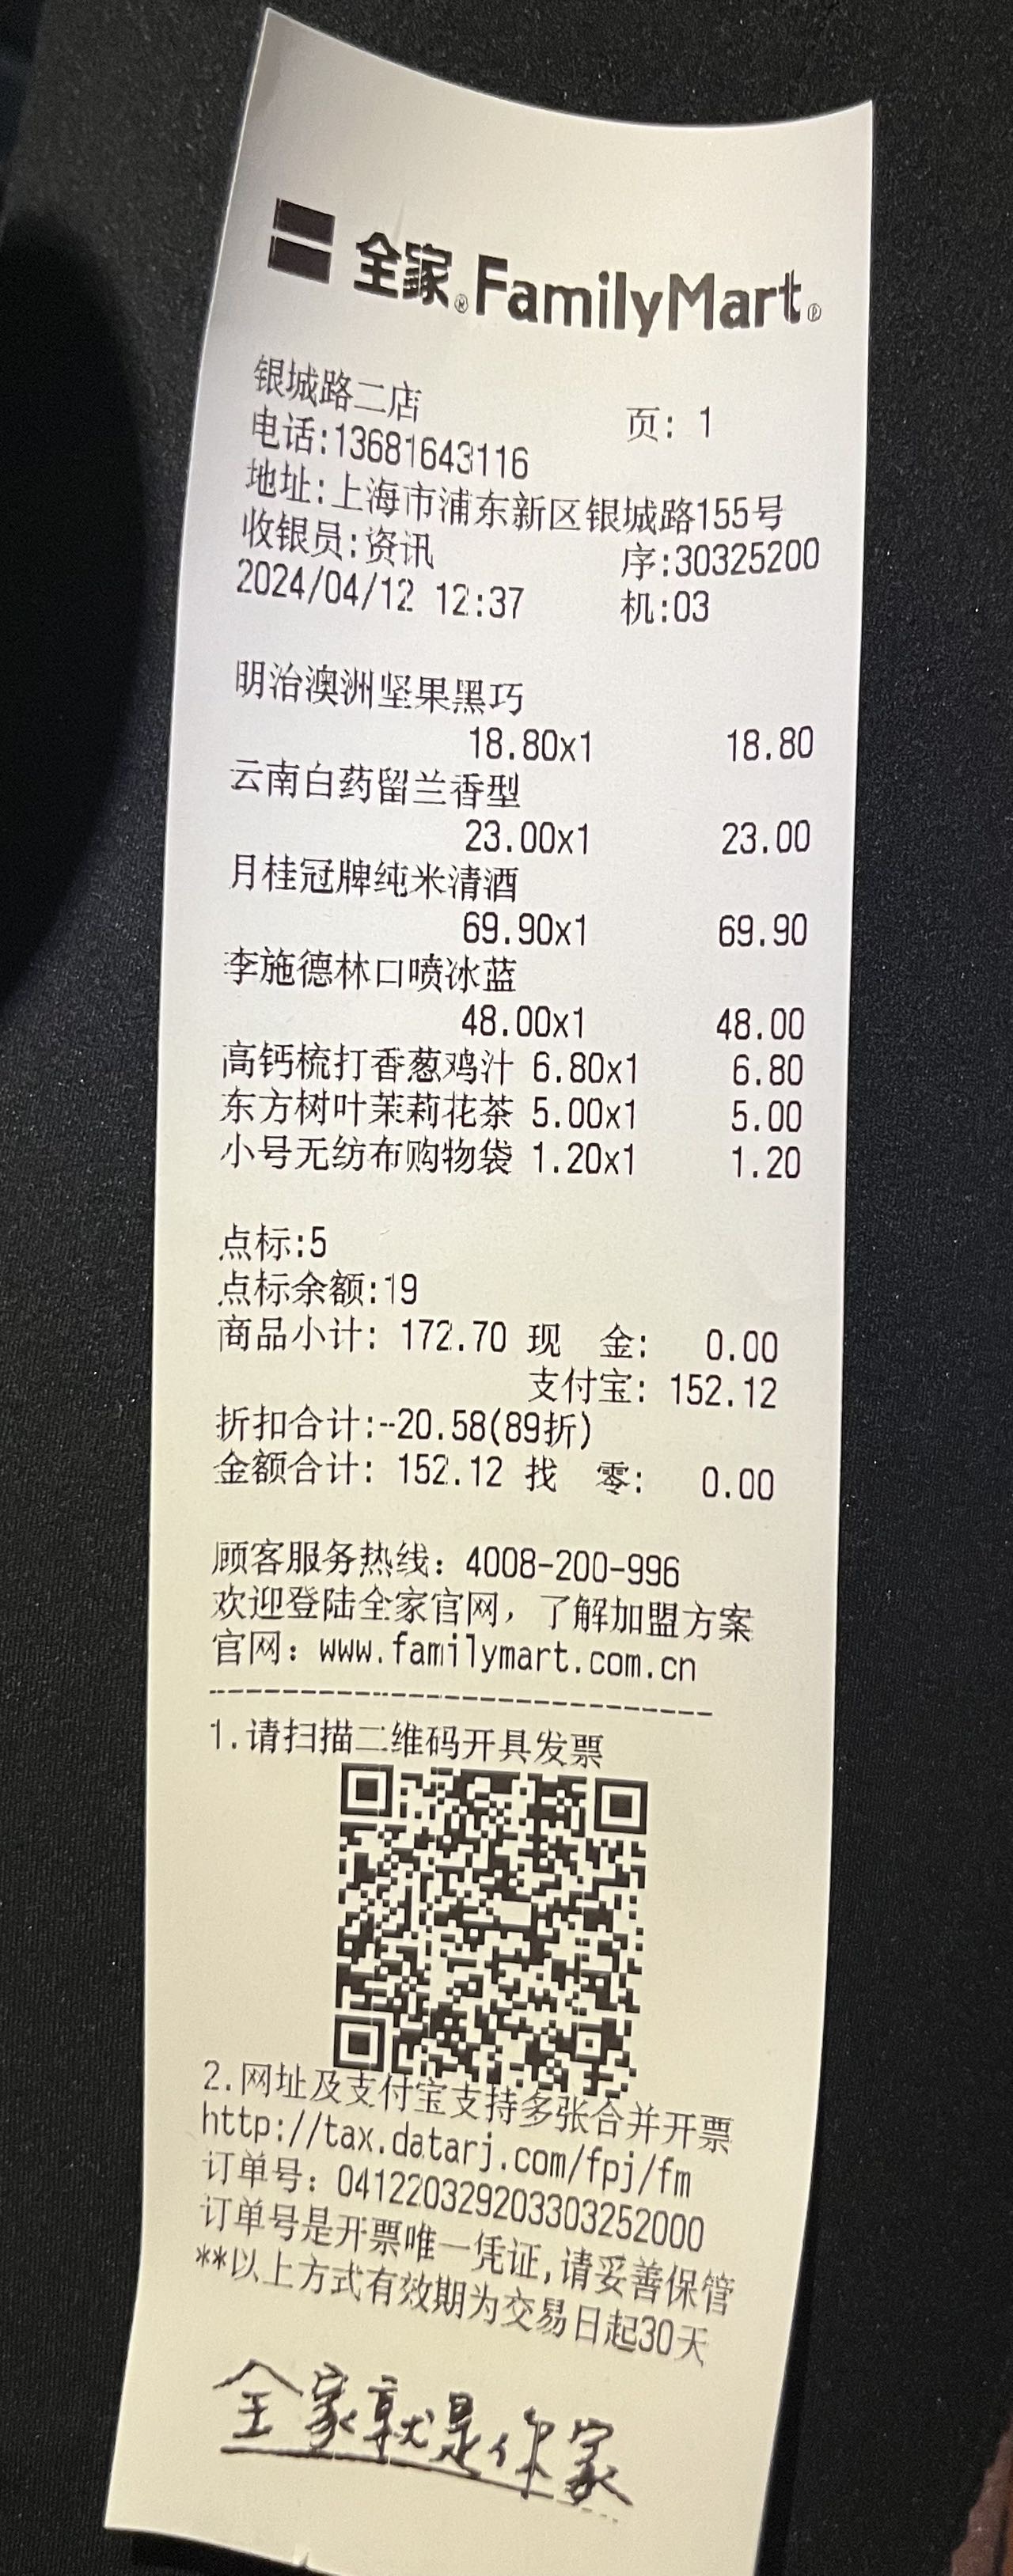 全家® FamilyMart®
银城路二店 页: 1
电话:13681643116
地址:上海市浦东新区银城路155号
收银员:资讯 序:30325200
2024/04/12 12:37 机:03
明治澳洲坚果黑巧
18.80x1 18.80
云南白药留兰香型
23.00x1 23.00
月桂冠牌纯米清酒
69.90x1 69.90
李施德林口喷冰蓝
48.00x1 48.00
高钙梳打香葱鸡汁 6.80x1 6.80
东方树叶茉莉花茶 5.00x1 5.00
小号无纺布购物袋 1.20x1 1.20
点标:5
点标余额:19
商品小计: 172.70 现 金: 0.00
支付宝: 152.12
折扣合计:-20.58(89折)
金额合计: 152.12 找 零: 0.00
顾客服务热线: 4008-200-996
欢迎登陆全家官网, 了解加盟方案
官网: www.familymart.com.cn
--------------------------------
1.请扫描二维码开具发票
2.网址及支付宝支持多张合并开票
http://tax.datarj.com/fpj/fm
订单号: 04122032920330325​2000
订单号是开票唯一凭证,请妥善保管
**以上方式有效期为交易日起30天
全家就是你家